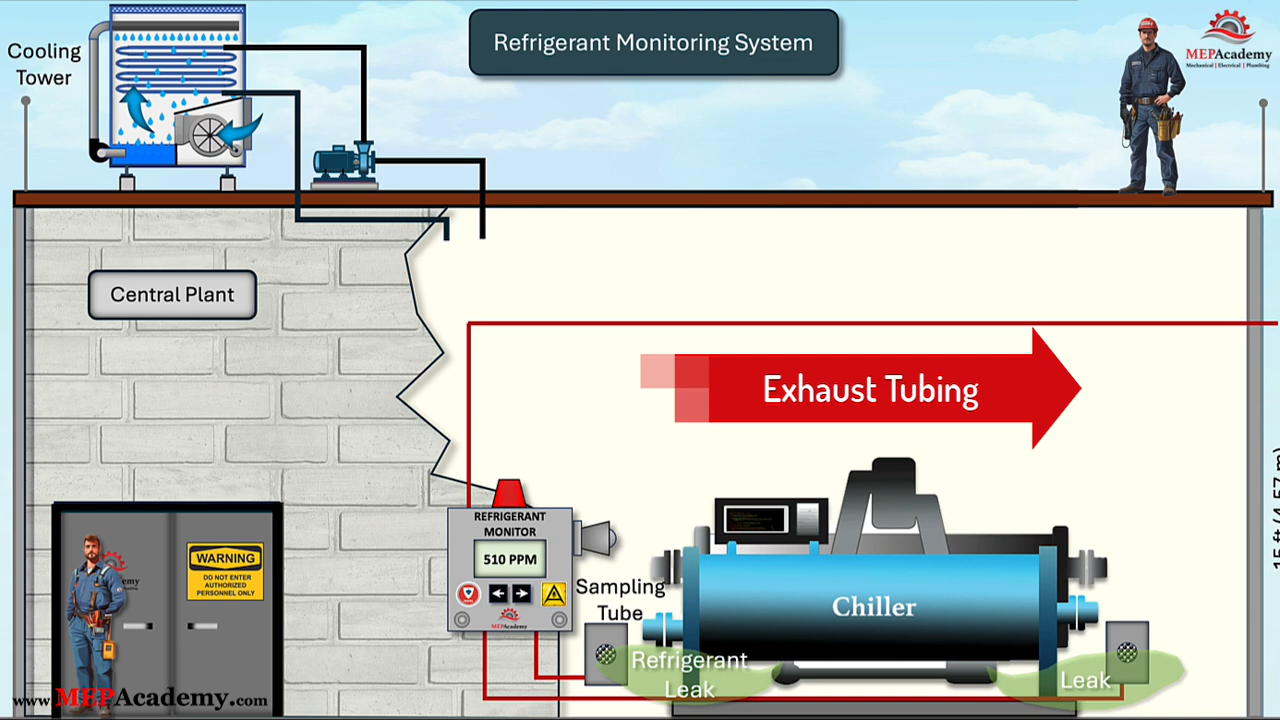 Cooling
Tower
Refrigerant Monitoring System
MEPAcademy
Mechanical | Electrical | Plumbing
Central Plant
Exhaust Tubing
REFRIGERANT
MONITOR
510 PPM
MEPAcademy
Sampling
Tube
Chiller
Refrigerant
Leak
Leak
WARNING
DO NOT ENTER
AUTHORIZED
PERSONNEL ONLY
www.MEPAcademy.com